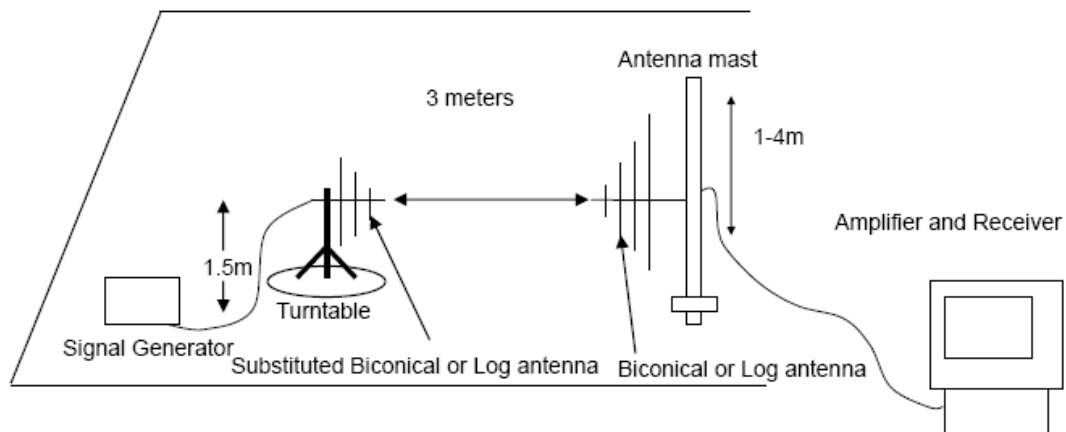 Antenna mast
3 meters
1-4m
Amplifier and Receiver
1.5m
Turntable
Signal Generator
Substituted Biconical or Log antenna
Biconical or Log antenna